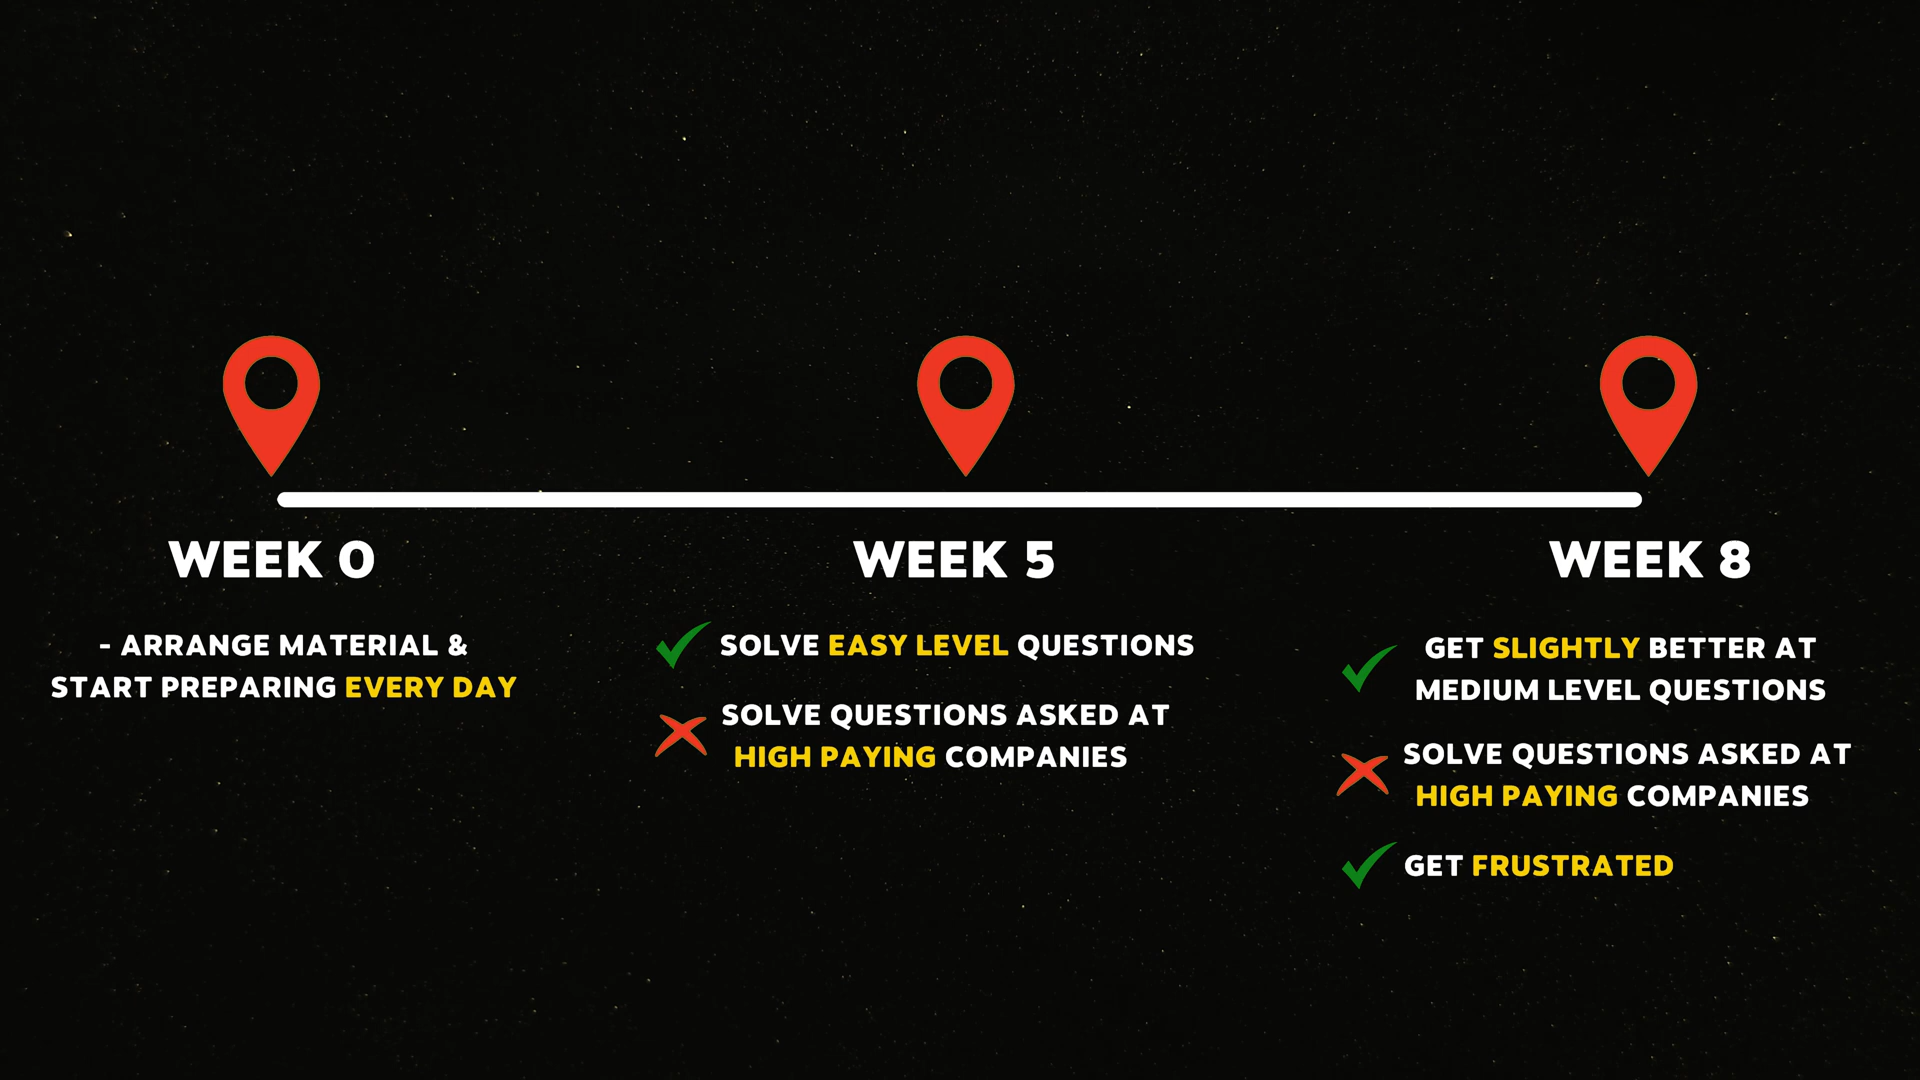 WEEK 0
- ARRANGE MATERIAL &
START PREPARING EVERY DAY
WEEK 5
SOLVE EASY LEVEL QUESTIONS
SOLVE QUESTIONS ASKED AT
HIGH PAYING COMPANIES
WEEK 8
GET SLIGHTLY BETTER AT
MEDIUM LEVEL QUESTIONS
SOLVE QUESTIONS ASKED AT
HIGH PAYING COMPANIES
GET FRUSTRATED